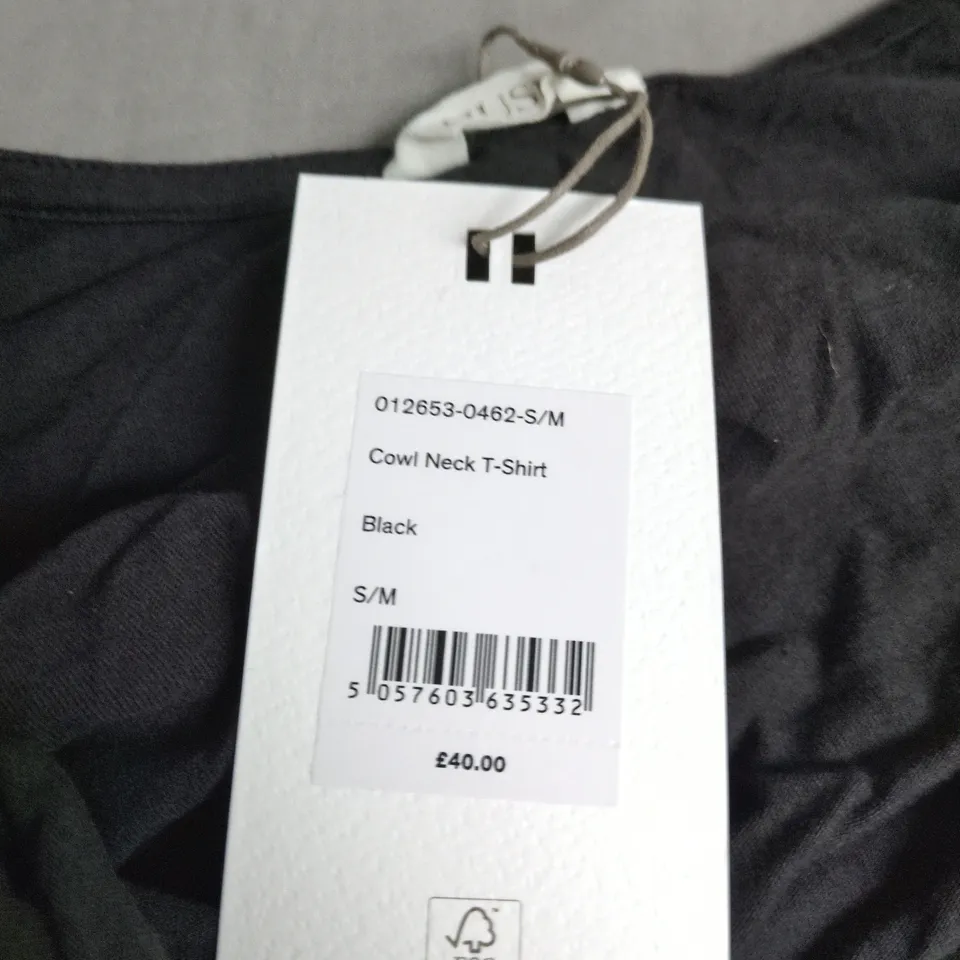 012653-0462-S/M
Cowl Neck T-Shirt
Black
S/M
5 057603 635332
£40.00